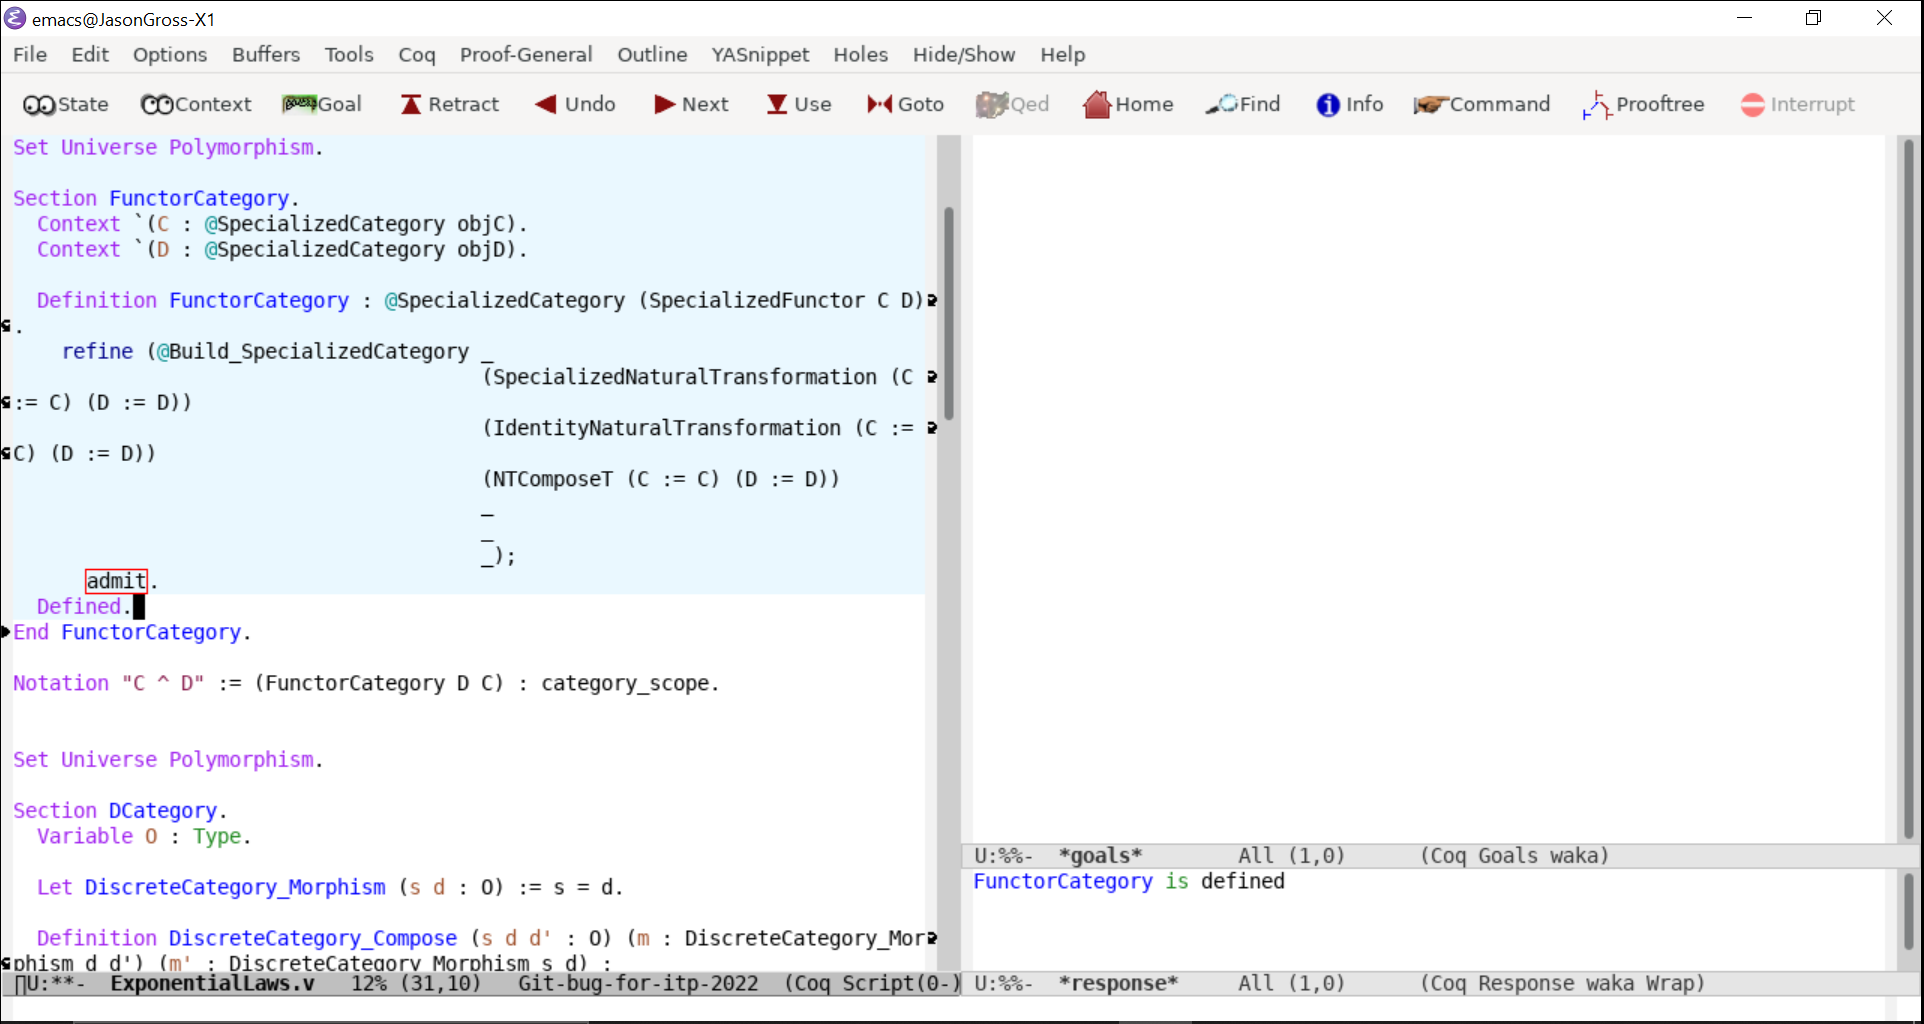 emacs@JasonGross-X1
File Edit Options Buffers Tools Coq Proof-General Outline YASnippet Holes Hide/Show Help
State Context Goal Retract Undo Next Use Goto Qed Home Find Info Command Prooftree Interrupt
Set Universe Polymorphism.
Section FunctorCategory.
  Context `(C : @SpecializedCategory objC).
  Context `(D : @SpecializedCategory objD).
  Definition FunctorCategory : @SpecializedCategory (SpecializedFunctor C D)
.
    refine (@Build_SpecializedCategory _
                                       (SpecializedNaturalTransformation (C
:= C) (D := D))
                                       (IdentityNaturalTransformation (C :=
C) (D := D))
                                       (NTComposeT (C := C) (D := D))
                                       _
                                       _
                                       _);
      admit.
  Defined.
End FunctorCategory.
Notation "C ^ D" := (FunctorCategory D C) : category_scope.
Set Universe Polymorphism.
Section DCategory.
  Variable O : Type.
  Let DiscreteCategory_Morphism (s d : O) := s = d.
  Definition DiscreteCategory_Compose (s d d' : O) (m : DiscreteCategory_Mor
phism d d') (m' : DiscreteCategory_Morphism s d) :
U:**-  ExponentialLaws.v   12% (31,10)   Git-bug-for-itp-2022  (Coq Script(0-)
U:%%-  *goals*        All (1,0)      (Coq Goals waka)
FunctorCategory is defined
U:%%-  *response*     All (1,0)      (Coq Response waka Wrap)